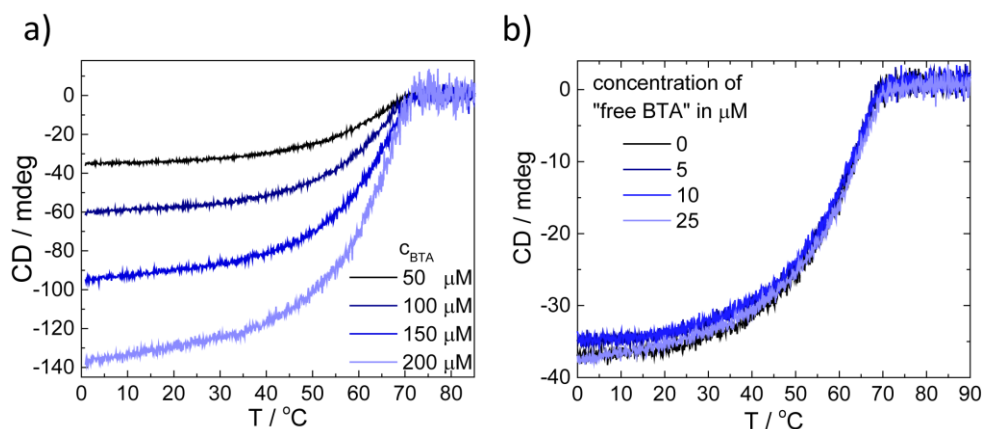 a)
CD / mdeg
0
-20
-40
-60
-80
-100
-120
-140
c_BTA
50 μM
100 μM
150 μM
200 μM
0 10 20 30 40 50 60 70 80
T / °C
b)
CD / mdeg
0
-10
-20
-30
-40
concentration of
"free BTA" in μM
0
5
10
25
0 10 20 30 40 50 60 70 80 90
T / °C